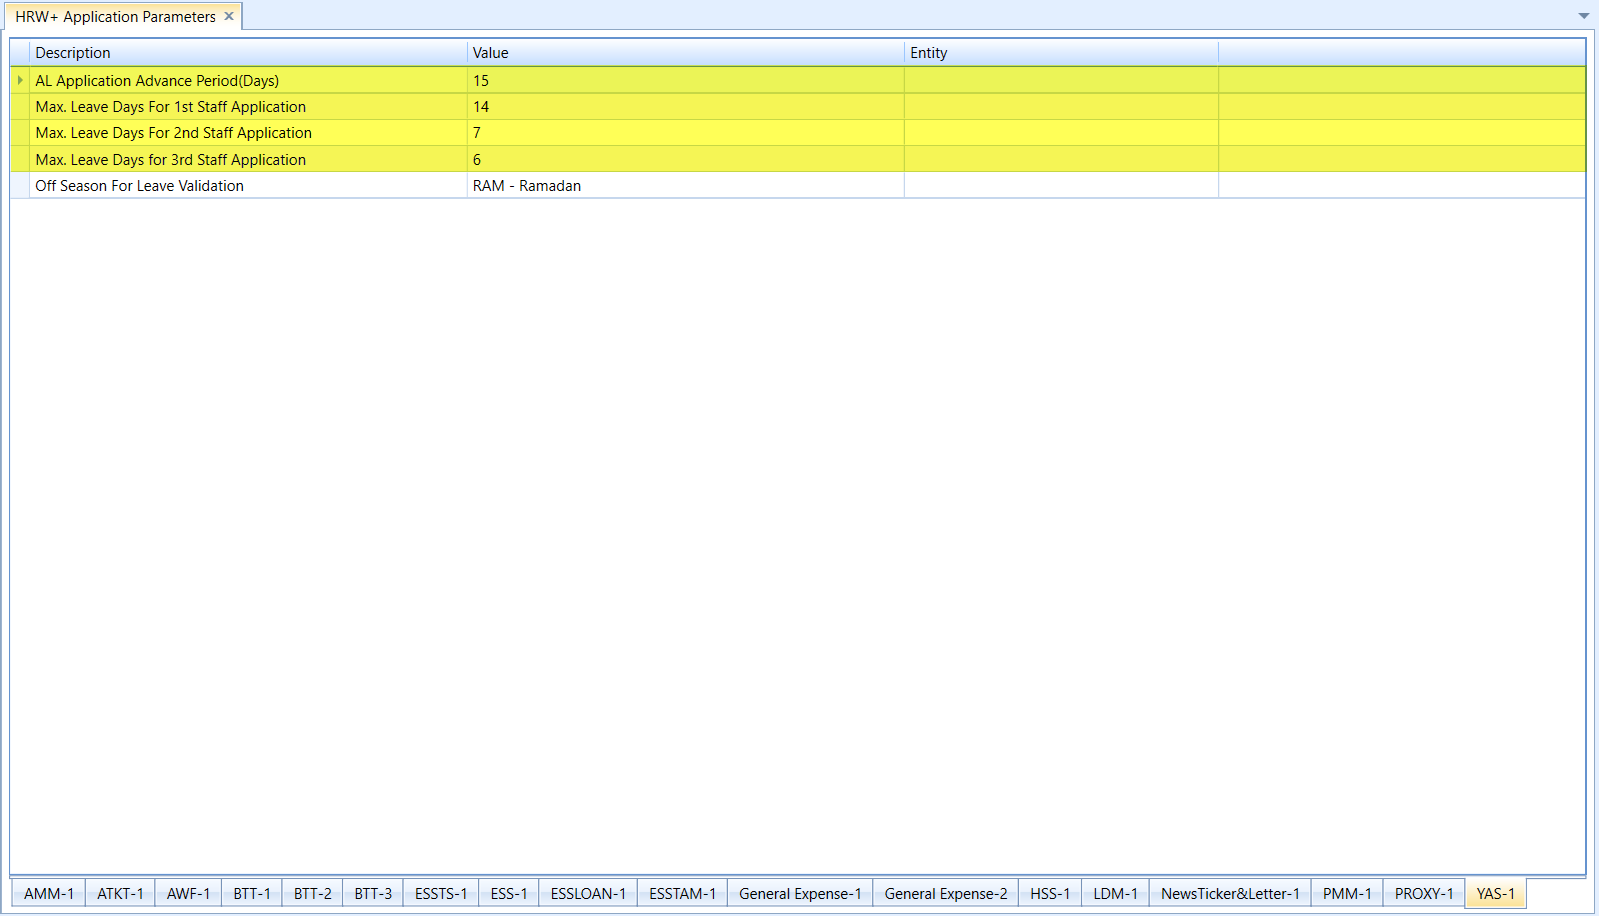 HRW+ Application Parameters
Description Value Entity
AL Application Advance Period(Days) 15
Max. Leave Days For 1st Staff Application 14
Max. Leave Days For 2nd Staff Application 7
Max. Leave Days for 3rd Staff Application 6
Off Season For Leave Validation RAM - Ramadan
AMM-1 ATKT-1 AWF-1 BTT-1 BTT-2 BTT-3 ESSTS-1 ESS-1 ESSLOAN-1 ESSTAM-1 General Expense-1 General Expense-2 HSS-1 LDM-1 NewsTicker&Letter-1 PMM-1 PROXY-1 YAS-1